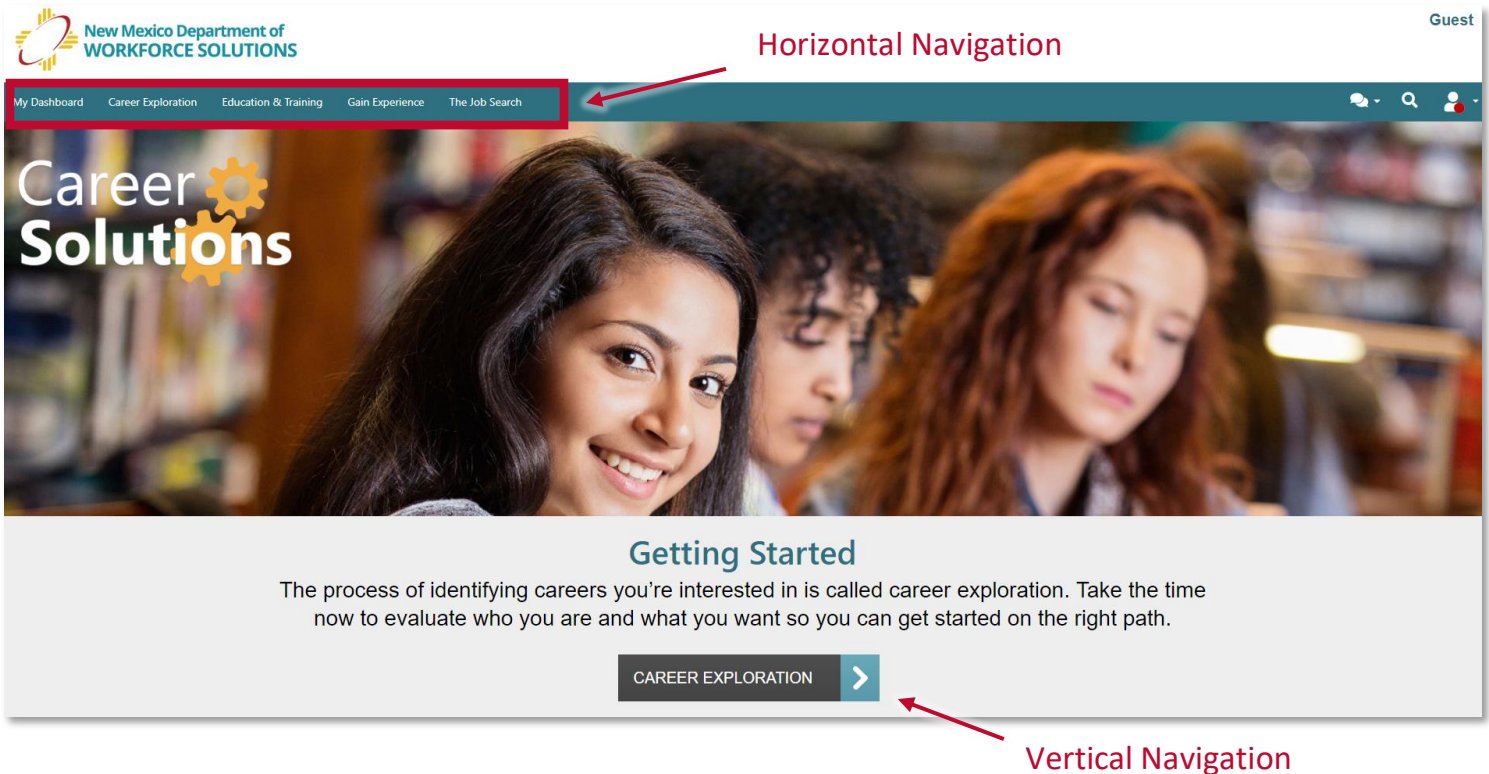 New Mexico Department of
WORKFORCE SOLUTIONS
Guest
Horizontal Navigation
My Dashboard Career Exploration Education & Training Gain Experience The Job Search
Career
Solutions
Getting Started
The process of identifying careers you’re interested in is called career exploration. Take the time
now to evaluate who you are and what you want so you can get started on the right path.
CAREER EXPLORATION
Vertical Navigation